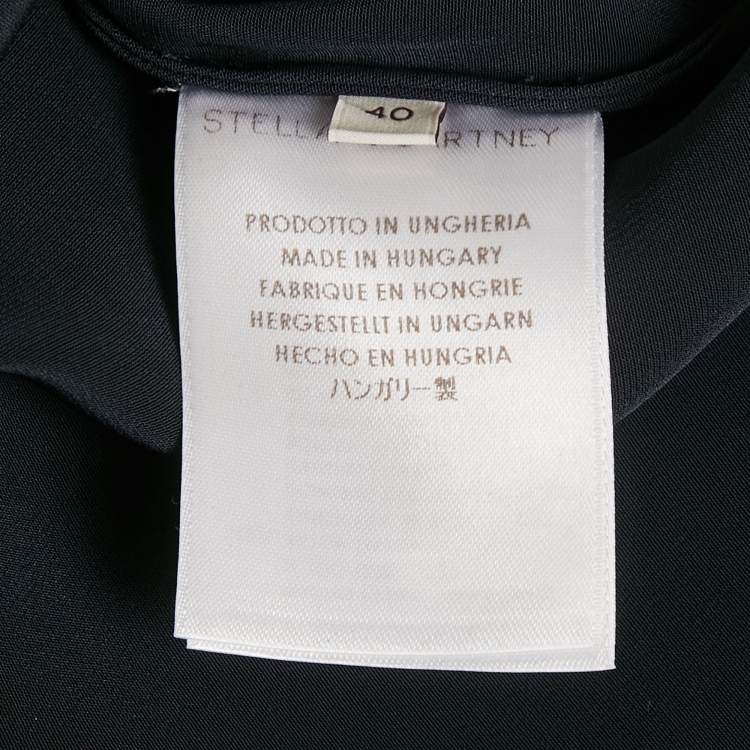 40
STELLA RTNEY
PRODOTTO IN UNGHERIA
MADE IN HUNGARY
FABRIQUE EN HONGRIE
HERGESTELLT IN UNGARN
HECHO EN HUNGRIA
ハンガリー製